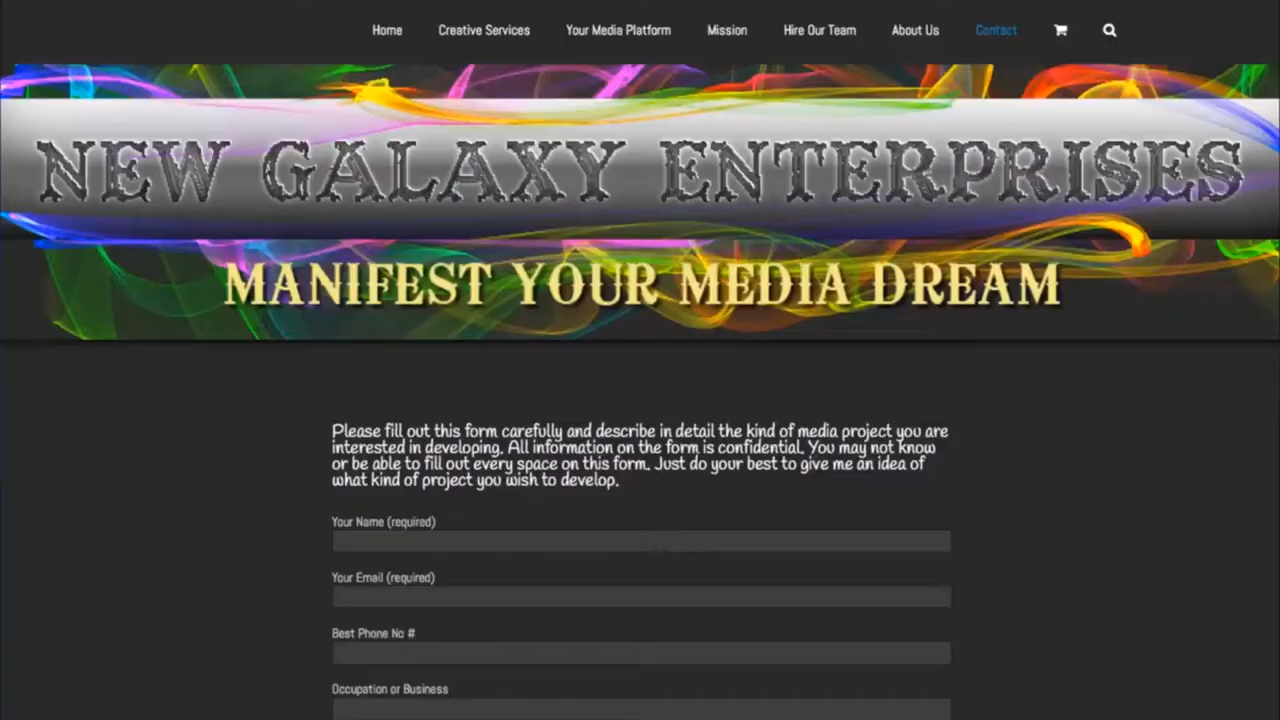 Home Creative Services Your Media Platform Mission Hire Our Team About Us Contact
NEW GALAXY ENTERPRISES
MANIFEST YOUR MEDIA DREAM
Please fill out this form carefully and describe in detail the kind of media project you are
interested in developing. All information on the form is confidential. You may not know
or be able to fill out every space on this form. Just do your best to give me an idea of
what kind of project you wish to develop.
Your Name (required)
Your Email (required)
Best Phone No #
Occupation or Business